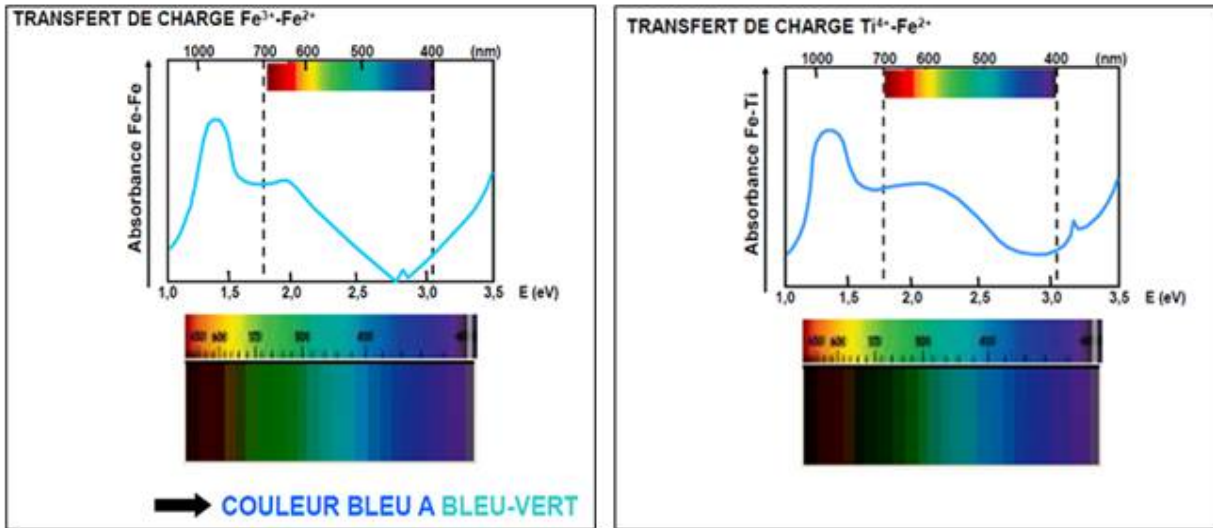 TRANSFERT DE CHARGE Fe³⁺-Fe²⁺
1000 700 600 500 400 (nm)
Absorbance Fe-Fe
1,0 1,5 2,0 2,5 3,0 3,5 E (eV)
COULEUR BLEU A BLEU-VERT
TRANSFERT DE CHARGE Ti⁴⁺-Fe²⁺
1000 700 600 500 400 (nm)
Absorbance Fe-Ti
1,0 1,5 2,0 2,5 3,0 3,5 E (eV)